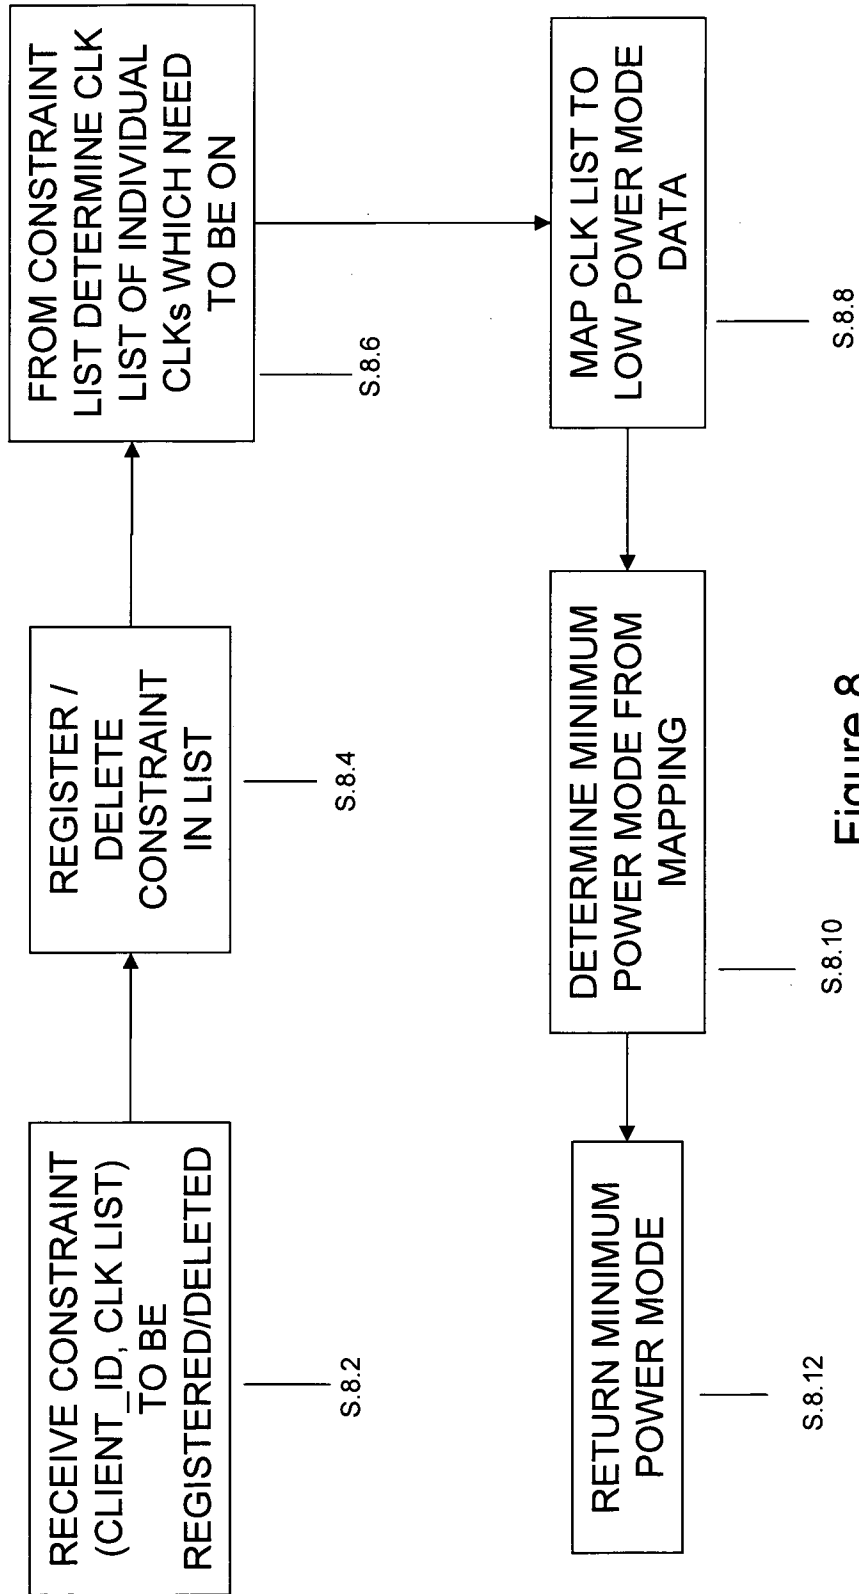 RECEIVE CONSTRAINT
(CLIENT_ID, CLK LIST)
TO BE
REGISTERED/DELETED
S.8.2
REGISTER /
DELETE
CONSTRAINT
IN LIST
S.8.4
FROM CONSTRAINT
LIST DETERMINE CLK
LIST OF INDIVIDUAL
CLKs WHICH NEED
TO BE ON
S.8.6
MAP CLK LIST TO
LOW POWER MODE
DATA
S.8.8
DETERMINE MINIMUM
POWER MODE FROM
MAPPING
S.8.10
RETURN MINIMUM
POWER MODE
S.8.12
Figure 8